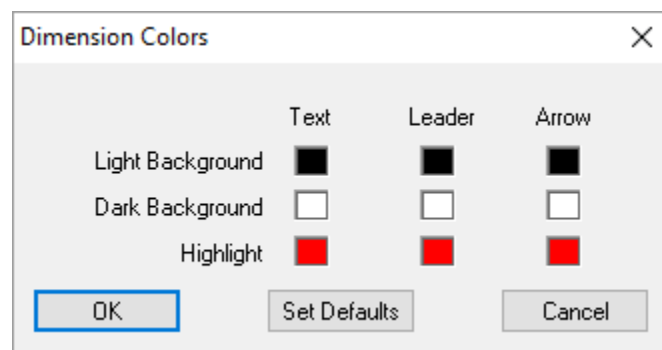 Dimension Colors
Text Leader Arrow
Light Background
Dark Background
Highlight
OK Set Defaults Cancel